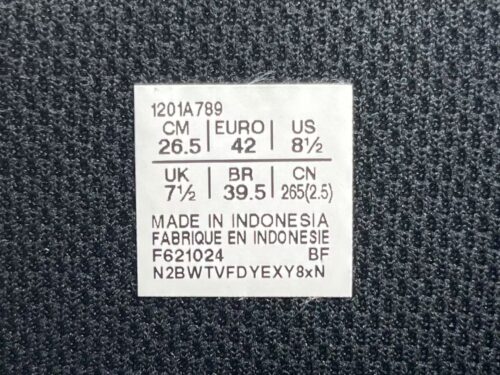 1201A789
CM | EURO | US
26.5 | 42 | 8½
UK | BR | CN
7½ | 39.5 | 265(2.5)
MADE IN INDONESIA
FABRIQUE EN INDONESIE
F621024 BF
N2BWTVFDYEXY8xN